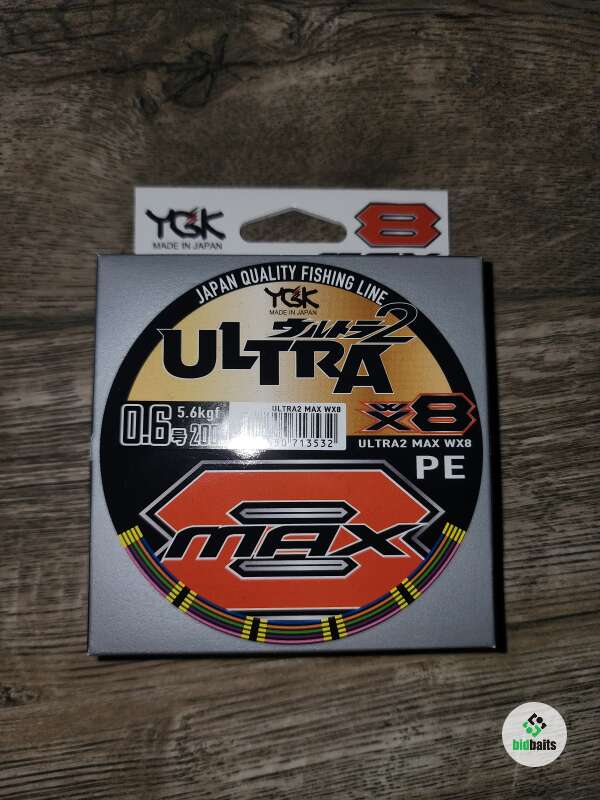 YGK
MADE IN JAPAN
8
JAPAN QUALITY FISHING LINE
YGK
MADE IN JAPAN
ウルトラ2
ULTRA
WX8
ULTRA2 MAX WX8
0.6号
5.6kgf
ULTRA2 MAX WX8
713532
PE
MAX
bidbaits